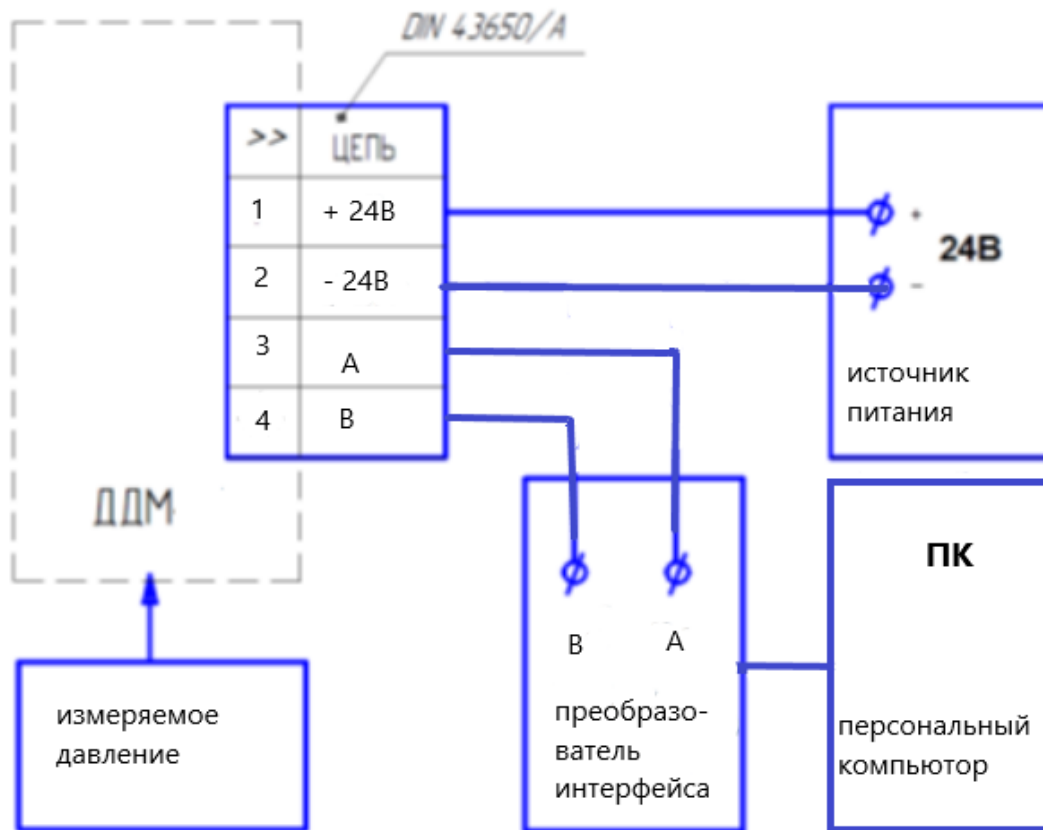 DIN 43650/A
>> ЦЕПЬ
1 + 24В
2 - 24В
3 А
4 В
ДДМ
+
24В
-
источник
питания
В А
преобразо-
ватель
интерфейса
ПК
персональный
компьютор
измеряемое
давление